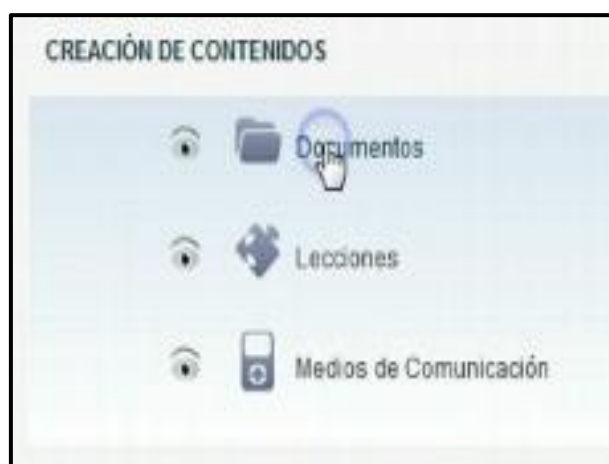 CREACIÓN DE CONTENIDOS
Documentos
Lecciones
Medios de Comunicación